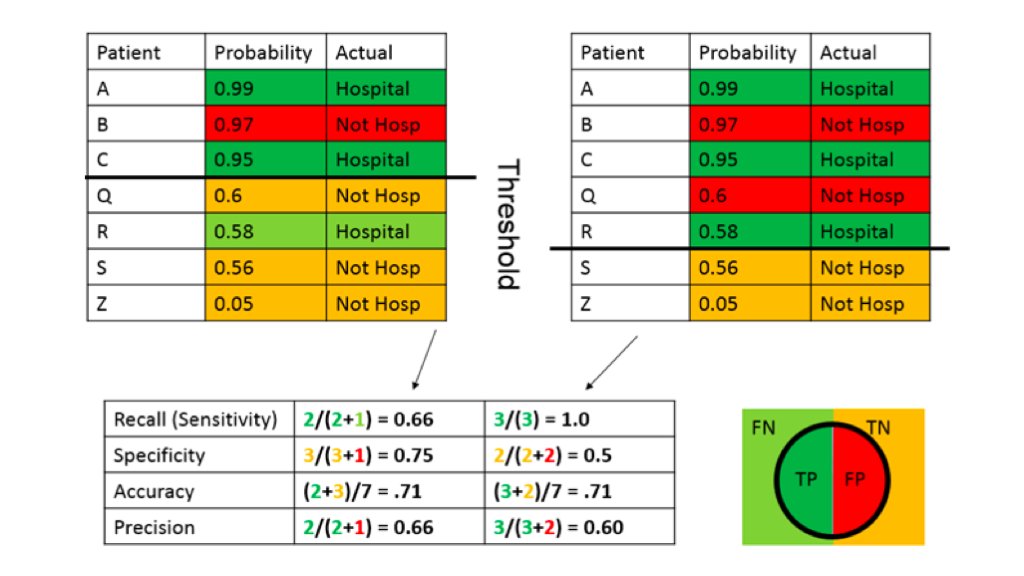 Patient Probability Actual
A 0.99 Hospital
B 0.97 Not Hosp
C 0.95 Hospital
Q 0.6 Not Hosp
R 0.58 Hospital
S 0.56 Not Hosp
Z 0.05 Not Hosp
Threshold
Patient Probability Actual
A 0.99 Hospital
B 0.97 Not Hosp
C 0.95 Hospital
Q 0.6 Not Hosp
R 0.58 Hospital
S 0.56 Not Hosp
Z 0.05 Not Hosp
Recall (Sensitivity) 2/(2+1) = 0.66 3/(3) = 1.0
Specificity 3/(3+1) = 0.75 2/(2+2) = 0.5
Accuracy (2+3)/7 = .71 (3+2)/7 = .71
Precision 2/(2+1) = 0.66 3/(3+2) = 0.60
FN TN
TP FP